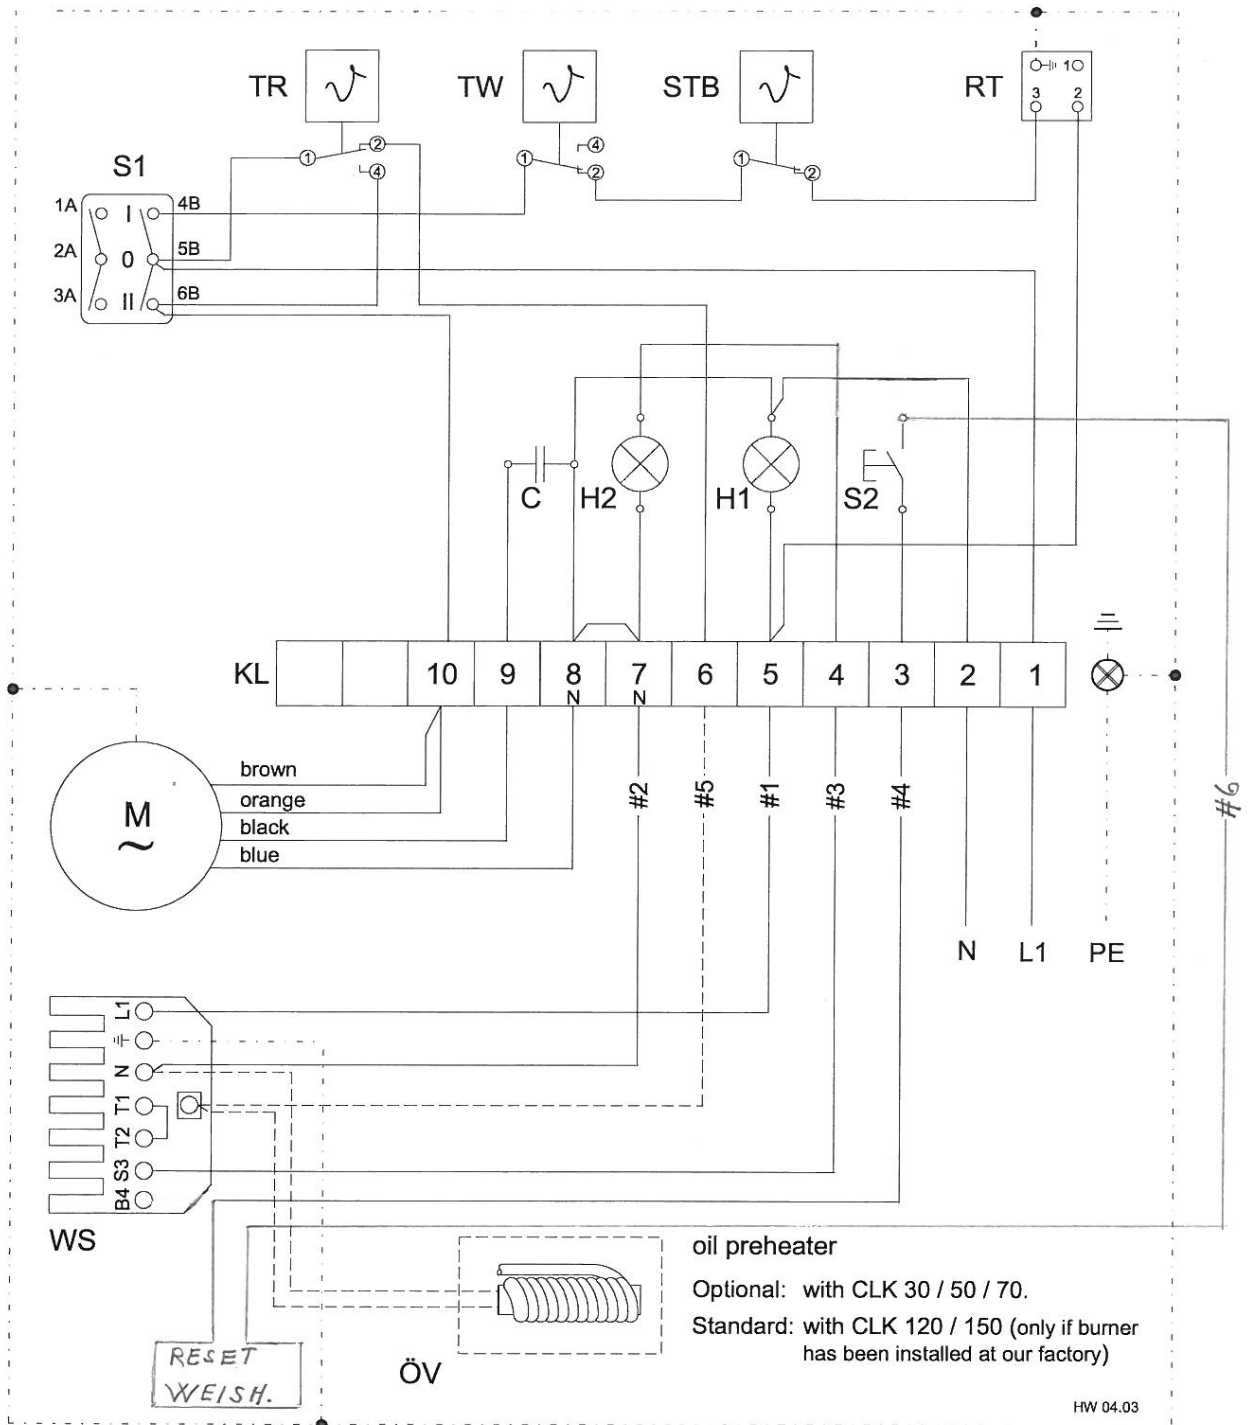 TR
TW
STB
RT
1
3 2
1 2 4
1 4 2
1 2
S1
1A I 4B
2A 0 5B
3A II 6B
C H2 H1 S2
KL 10 9 8 7 6 5 4 3 2 1
N N
M
~
brown
orange
black
blue
#2 #5 #1 #3 #4 #6
N L1 PE
L1
N
T1
T2
S3
B4
WS
oil preheater
Optional: with CLK 30 / 50 / 70.
Standard: with CLK 120 / 150 (only if burner
has been installed at our factory)
RESET
WEISH.
ÖV
HW 04.03